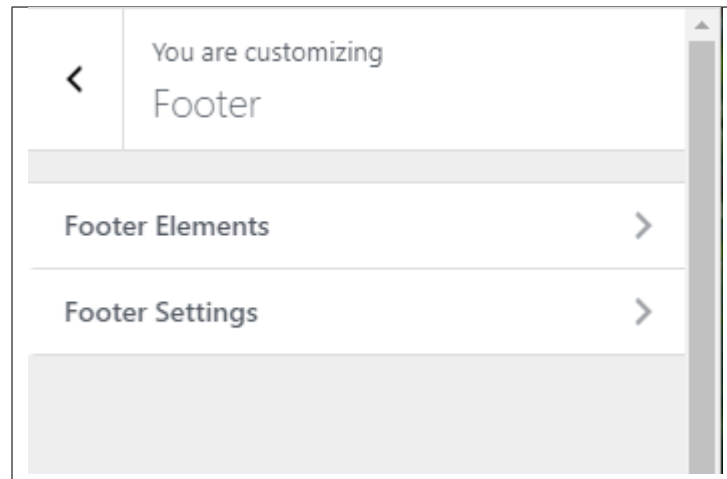 You are customizing
Footer
Footer Elements
Footer Settings